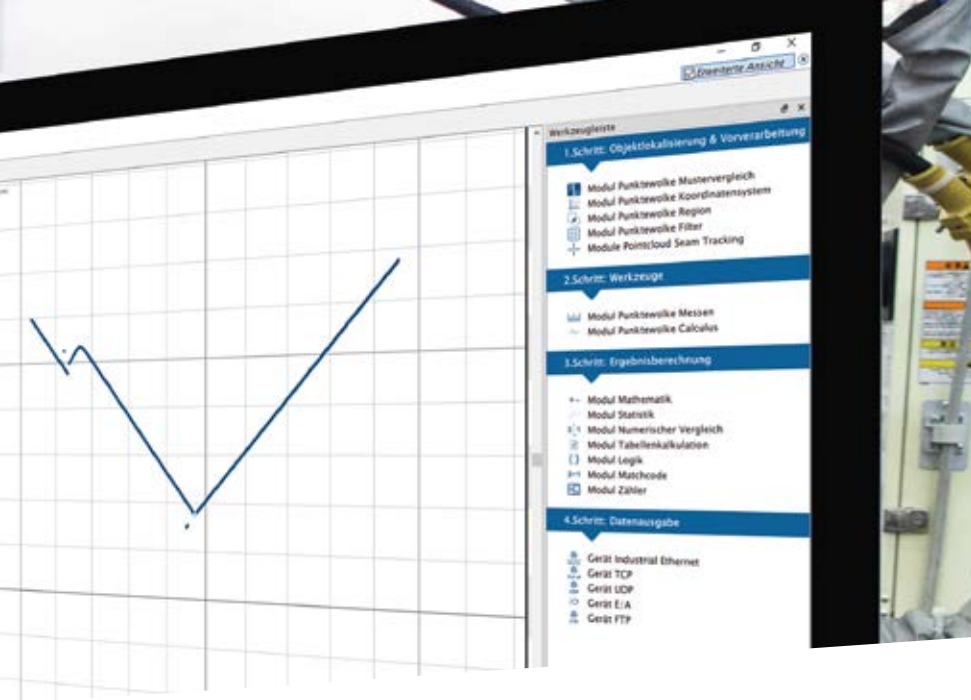 Erweiterte Ansicht
Werkzeugleiste
1.Schritt: Objektlokalisierung & Vorverarbeitung
Modul Punktewolke Mustervergleich
Modul Punktewolke Koordinatensystem
Modul Punktewolke Region
Modul Punktewolke Filter
Module Pointcloud Seam Tracking
2.Schritt: Werkzeuge
Modul Punktewolke Messen
Modul Punktewolke Calculus
3.Schritt: Ergebnisberechnung
Modul Mathematik
Modul Statistik
Modul Numerischer Vergleich
Modul Tabellenkalkulation
Modul Logik
Modul Matchcode
Modul Zähler
4.Schritt: Datenausgabe
Gerät Industrial Ethernet
Gerät TCP
Gerät UDP
Gerät E/A
Gerät FTP